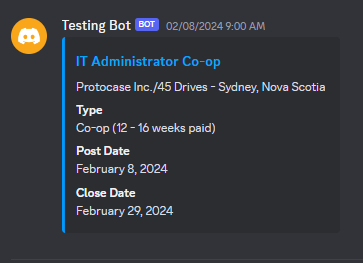 Testing Bot BOT 02/08/2024 9:00 AM
IT Administrator Co-op
Protocase Inc./45 Drives - Sydney, Nova Scotia
Type
Co-op (12 - 16 weeks paid)
Post Date
February 8, 2024
Close Date
February 29, 2024